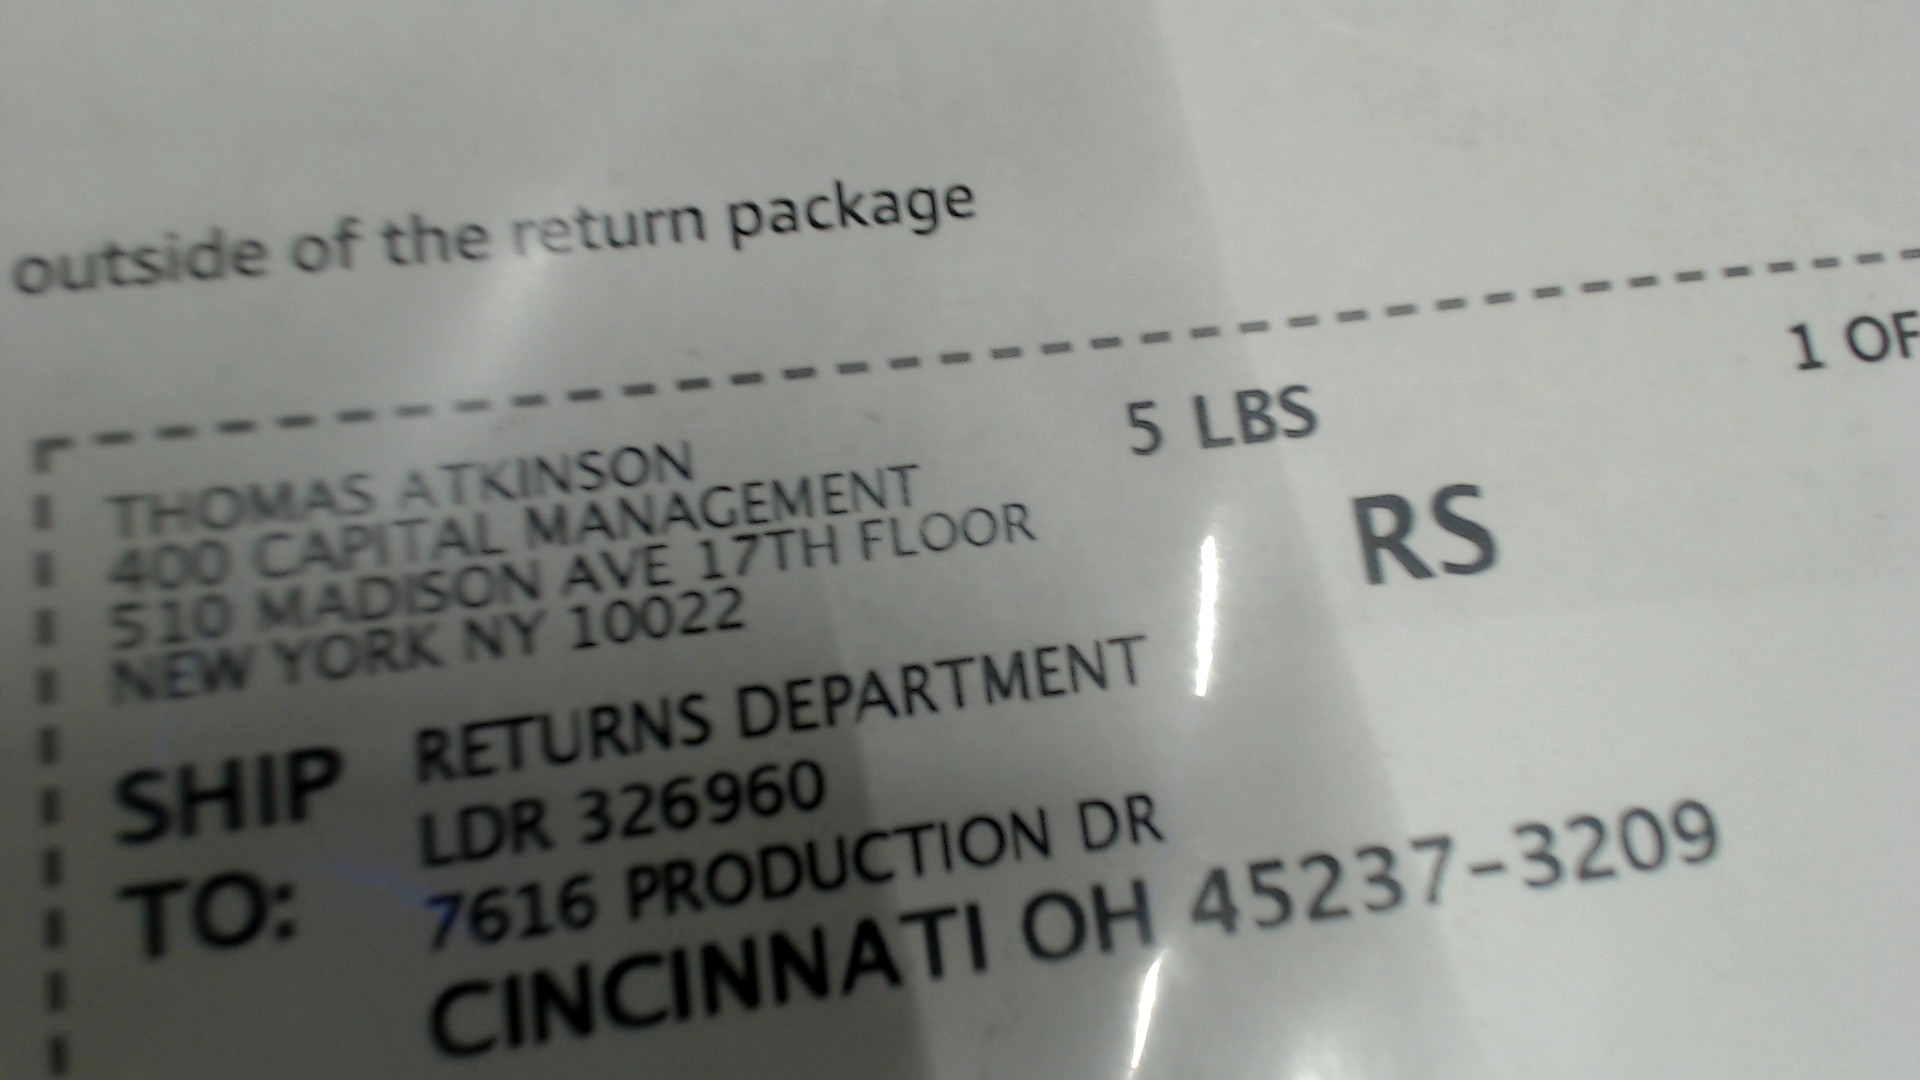 outside of the return package
1 OF
5 LBS
THOMAS ATKINSON
400 CAPITAL MANAGEMENT
510 MADISON AVE 17TH FLOOR
NEW YORK NY 10022
RS
SHIP TO:
RETURNS DEPARTMENT
LDR 326960
7616 PRODUCTION DR
CINCINNATI OH 45237-3209